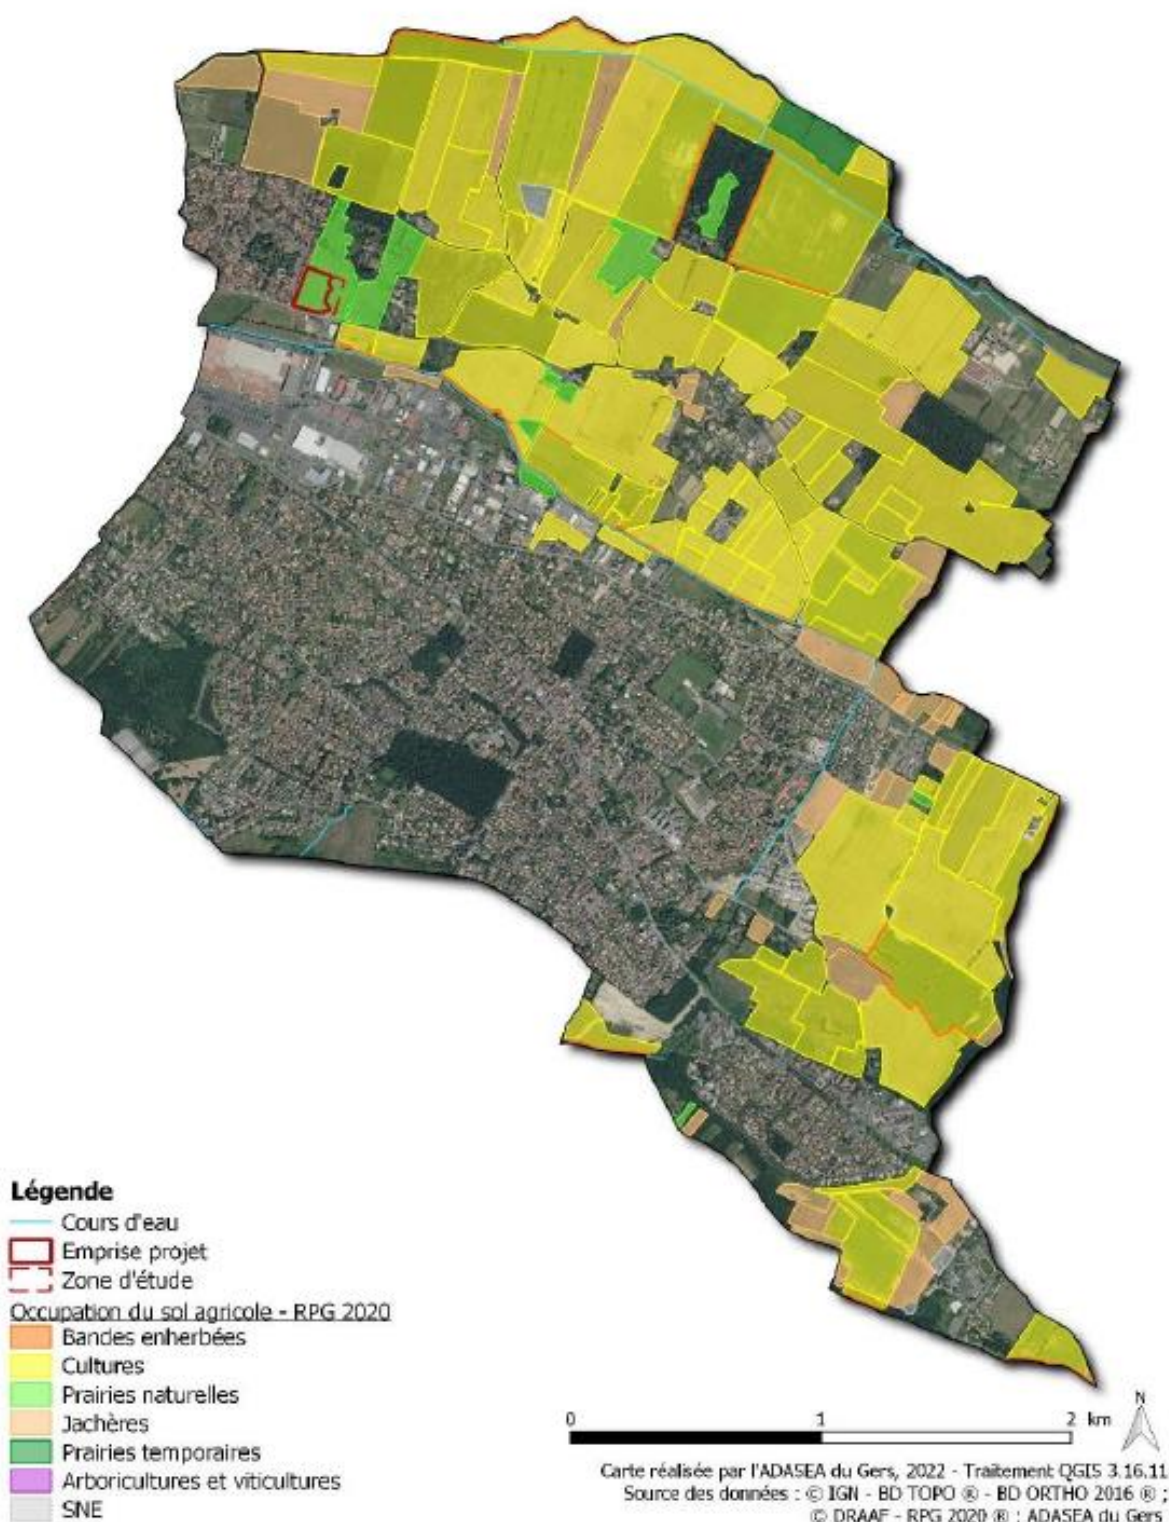 Légende
Cours d'eau
Emprise projet
Zone d'étude
Occupation du sol agricole - RPG 2020
Bandes enherbées
Cultures
Prairies naturelles
Jachères
Prairies temporaires
Arboricultures et viticultures
SNE
0 1 2 km
N
Carte réalisée par l'ADASEA du Gers, 2022 - Traitement QGIS 3.16.11
Source des données : © IGN - BD TOPO ® - BD ORTHO 2016 ® ;
© DRAAF - RPG 2020 ® ; ADASEA du Gers